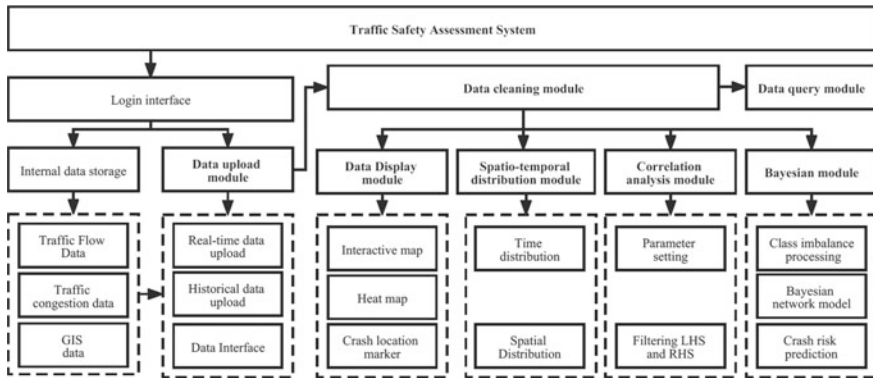 Traffic Safety Assessment System
Login interface
Data cleaning module
Data query module
Internal data storage
Data upload
module
Data Display
module
Spatio-temporal
distribution module
Correlation
analysis module
Bayesian module
Traffic Flow
Data
Traffic
congestion data
GIS
data
Real-time data
upload
Historical data
upload
Data Interface
Interactive map
Heat map
Crash location
marker
Time
distribution
Spatial
Distribution
Parameter
setting
Filtering LHS
and RHS
Class imbalance
processing
Bayesian
network model
Crash risk
prediction